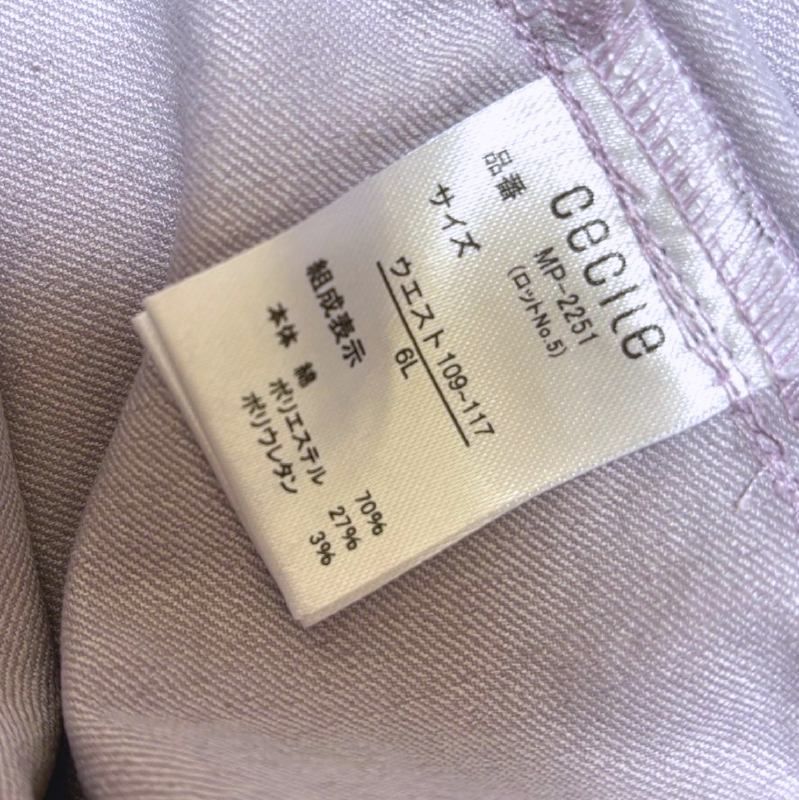 cecile
品番 MP-2251
(ロットNo.5)
サイズ
ウエスト109~117
6L
組成表示
本体 綿 70%
ポリエステル 27%
ポリウレタン 3%